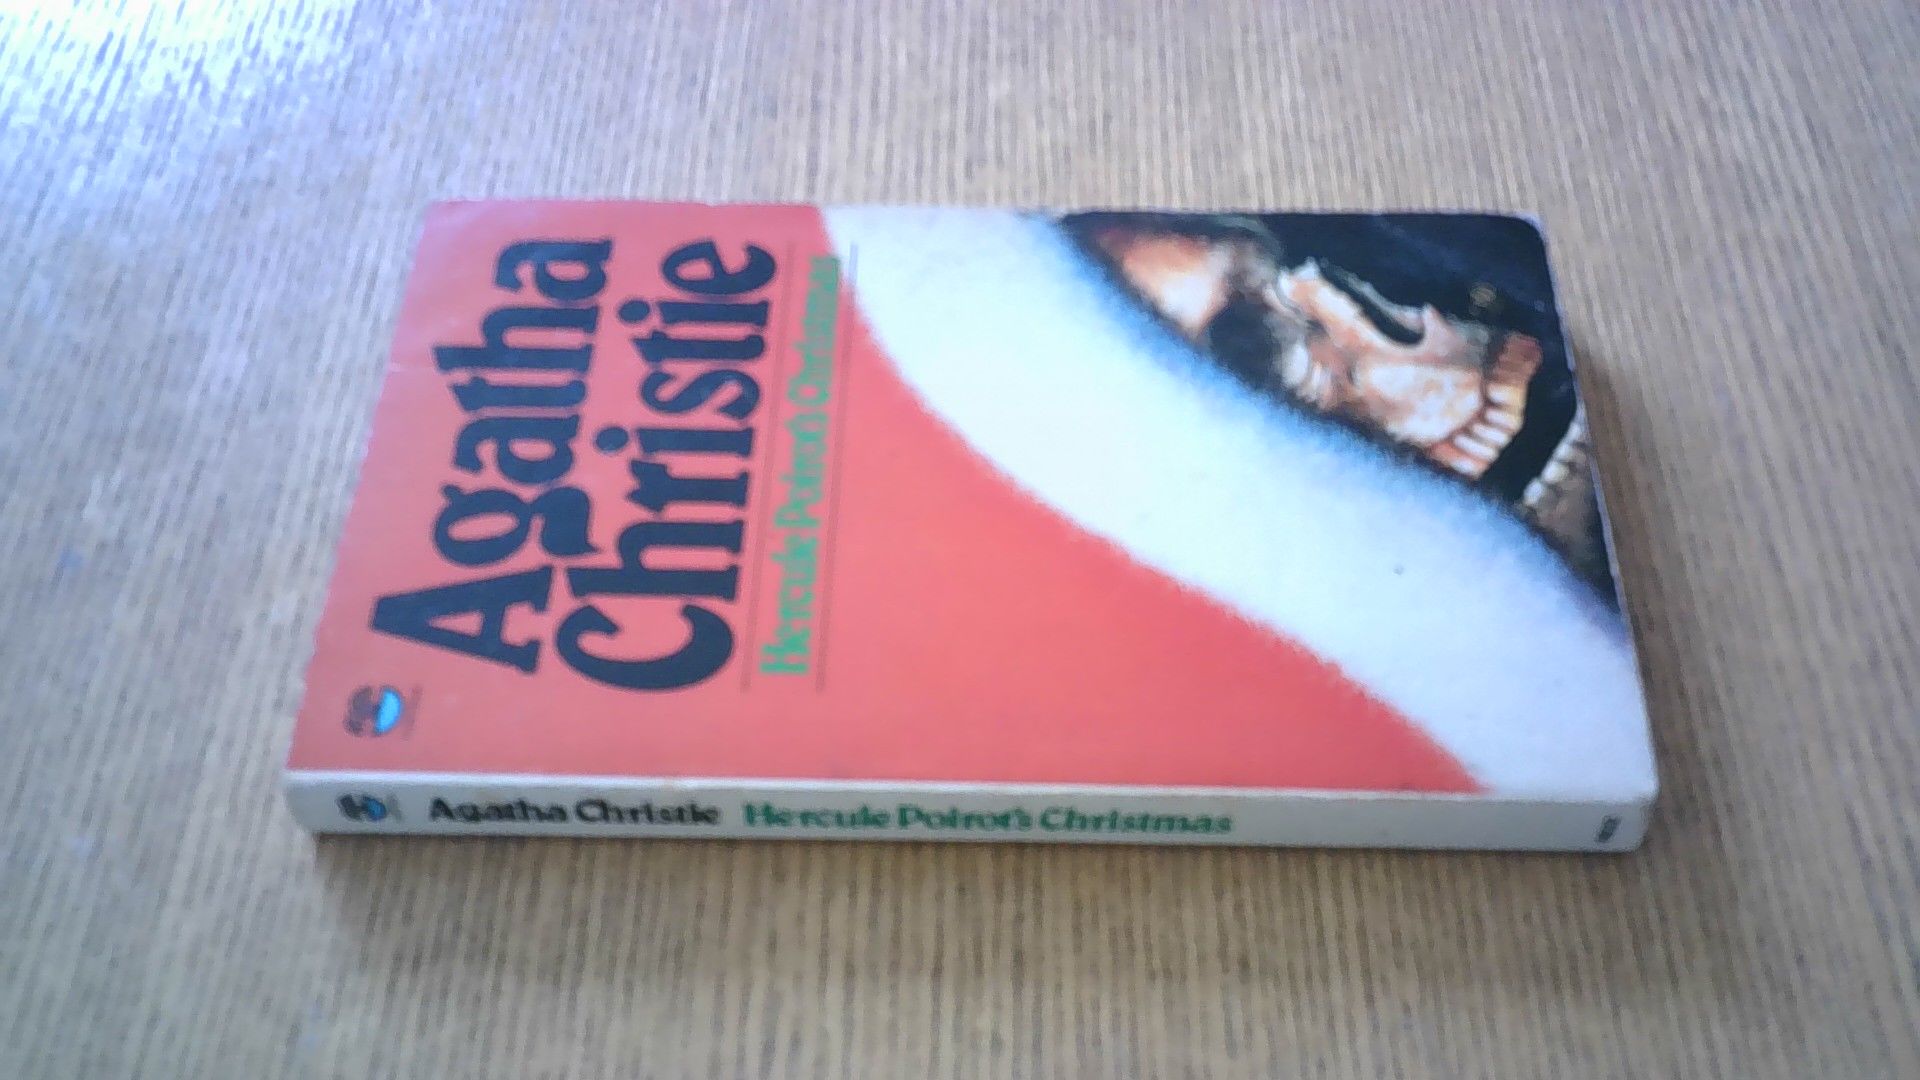 Agatha
Christie
Hercule Poirot's Christmas
Agatha Christie Hercule Poirot's Christmas